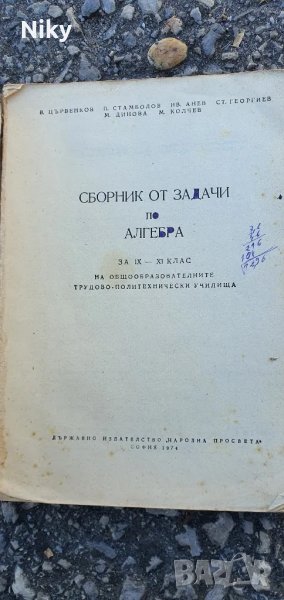 Niky
В. ЦЪРВЕНКОВ П. СТАМБОЛОВ ИВ. АНЕВ СТ. ГЕОРГИЕВ
М. ДИНОВА М. КОЛЧЕВ
СБОРНИК ОТ ЗАДАЧИ
ПО
АЛГЕБРА
ЗА IX — XI КЛАС
НА ОБЩООБРАЗОВАТЕЛНИТЕ
ТРУДОВО-ПОЛИТЕХНИЧЕСКИ УЧИЛИЩА
ДЪРЖАВНО ИЗДАТЕЛСТВО „НАРОДНА ПРОСВЕТА“
СОФИЯ 1974
BAZAR